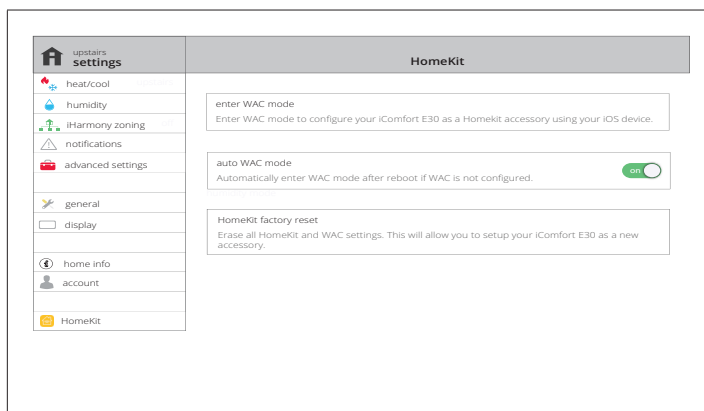 upstairs
settings
HomeKit
heat/cool
humidity
iHarmony zoning
notifications
advanced settings
general
display
home info
account
HomeKit
enter WAC mode
Enter WAC mode to configure your iComfort E30 as a Homekit accessory using your iOS device.
auto WAC mode
Automatically enter WAC mode after reboot if WAC is not configured.
on
HomeKit factory reset
Erase all HomeKit and WAC settings. This will allow you to setup your iComfort E30 as a new
accessory.